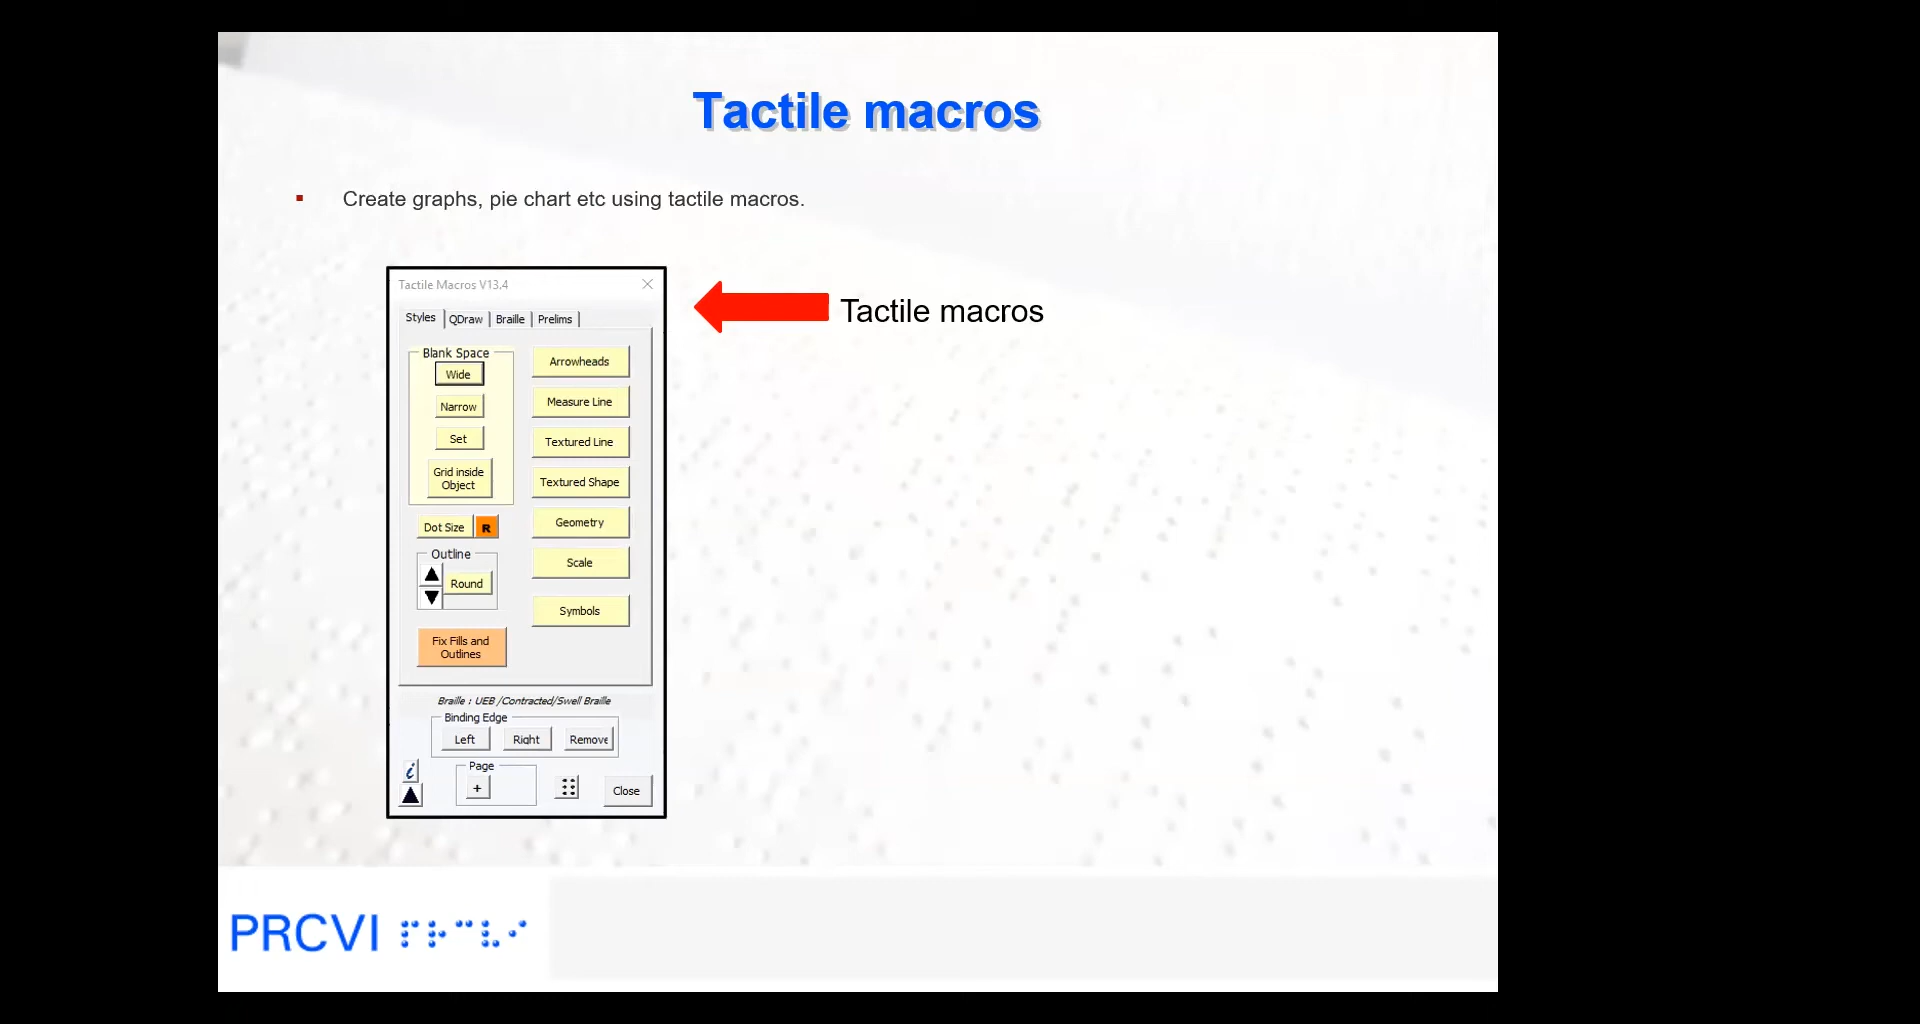 Tactile macros
Create graphs, pie chart etc using tactile macros.
Tactile Macros V13.4
Tactile macros
Styles QDraw Braille Prelims
Blank Space
Wide
Narrow
Set
Grid inside
Object
Dot Size R
Outline
Round
Fix Fills and
Outlines
Arrowheads
Measure Line
Textured Line
Textured Shape
Geometry
Scale
Symbols
Braille : UEB /Contracted/Swell Braille
Binding Edge
Left Right Remove
i
Page
+
Close
PRCVI ⠏⠗⠉⠧⠊